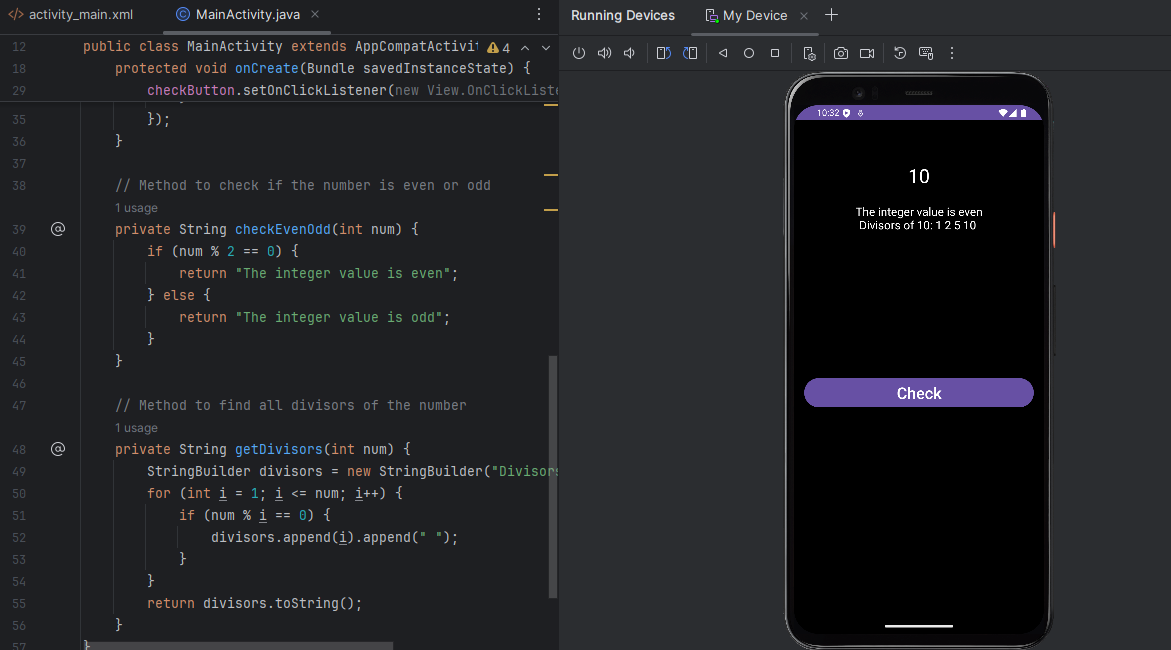 activity_main.xml
MainActivity.java
Running Devices
My Device
12 public class MainActivity extends AppCompatActivit
4
18 protected void onCreate(Bundle savedInstanceState) {
29 checkButton.setOnClickListener(new View.OnClickListe
35 });
36 }
37
38 // Method to check if the number is even or odd
1 usage
39 @ private String checkEvenOdd(int num) {
40 if (num % 2 == 0) {
41 return "The integer value is even";
42 } else {
43 return "The integer value is odd";
44 }
45 }
46
47 // Method to find all divisors of the number
1 usage
48 @ private String getDivisors(int num) {
49 StringBuilder divisors = new StringBuilder("Divisors
50 for (int i = 1; i <= num; i++) {
51 if (num % i == 0) {
52 divisors.append(i).append(" ");
53 }
54 }
55 return divisors.toString();
56 }
57 }
10:32
10
The integer value is even
Divisors of 10: 1 2 5 10
Check